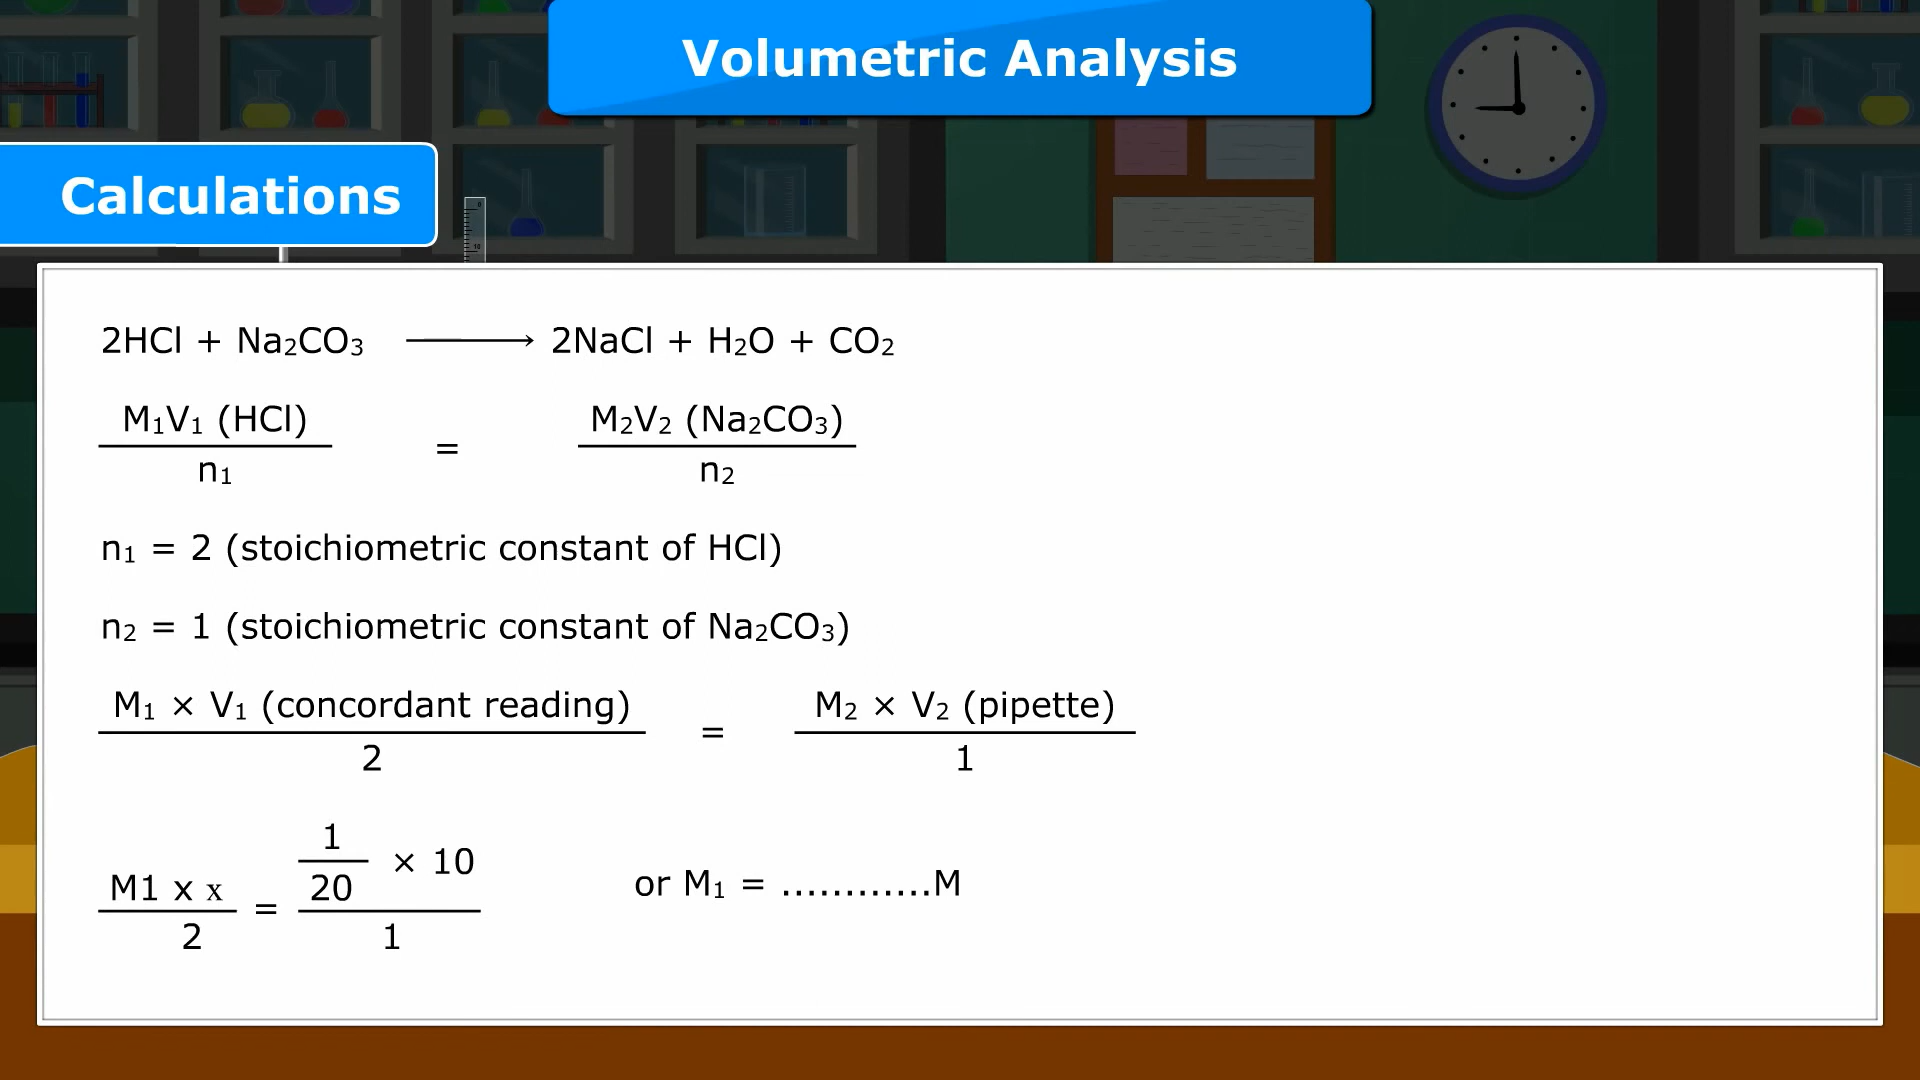 Volumetric Analysis
Calculations
2HCl + Na₂CO₃ ⟶ 2NaCl + H₂O + CO₂
M₁V₁ (HCl) / n₁ = M₂V₂ (Na₂CO₃) / n₂
n₁ = 2 (stoichiometric constant of HCl)
n₂ = 1 (stoichiometric constant of Na₂CO₃)
M₁ × V₁ (concordant reading) / 2 = M₂ × V₂ (pipette) / 1
M1 x x / 2 = 1/20 × 10 / 1 or M₁ = ............M